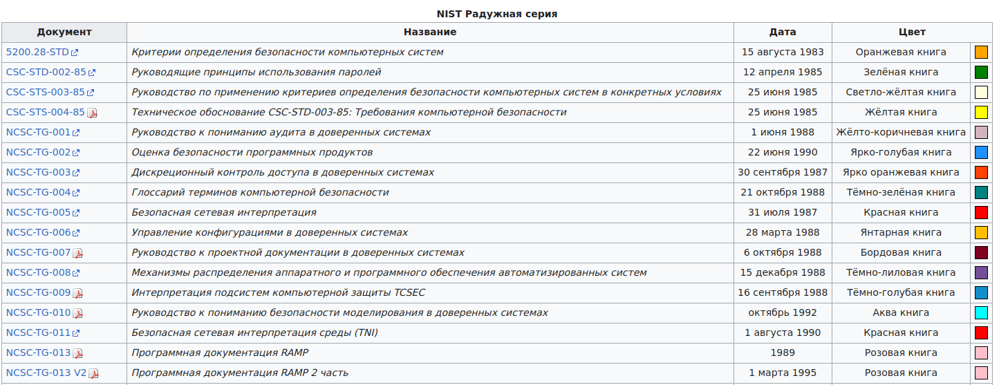 NIST Радужная серия
Документ Название Дата Цвет
5200.28-STD Критерии определения безопасности компьютерных систем 15 августа 1983 Оранжевая книга
CSC-STD-002-85 Руководящие принципы использования паролей 12 апреля 1985 Зелёная книга
CSC-STS-003-85 Руководство по применению критериев определения безопасности компьютерных систем в конкретных условиях 25 июня 1985 Светло-жёлтая книга
CSC-STS-004-85 Техническое обоснование CSC-STD-003-85: Требования компьютерной безопасности 25 июня 1985 Жёлтая книга
NCSC-TG-001 Руководство к пониманию аудита в доверенных системах 1 июня 1988 Жёлто-коричневая книга
NCSC-TG-002 Оценка безопасности программных продуктов 22 июня 1990 Ярко-голубая книга
NCSC-TG-003 Дискреционный контроль доступа в доверенных системах 30 сентября 1987 Ярко оранжевая книга
NCSC-TG-004 Глоссарий терминов компьютерной безопасности 21 октября 1988 Тёмно-зелёная книга
NCSC-TG-005 Безопасная сетевая интерпретация 31 июля 1987 Красная книга
NCSC-TG-006 Управление конфигурациями в доверенных системах 28 марта 1988 Янтарная книга
NCSC-TG-007 Руководство к проектной документации в доверенных системах 6 октября 1988 Бордовая книга
NCSC-TG-008 Механизмы распределения аппаратного и программного обеспечения автоматизированных систем 15 декабря 1988 Тёмно-лиловая книга
NCSC-TG-009 Интерпретация подсистем компьютерной защиты TCSEC 16 сентября 1988 Тёмно-голубая книга
NCSC-TG-010 Руководство к пониманию безопасности моделирования в доверенных системах октябрь 1992 Аква книга
NCSC-TG-011 Безопасная сетевая интерпретация среды (TNI) 1 августа 1990 Красная книга
NCSC-TG-013 Программная документация RAMP 1989 Розовая книга
NCSC-TG-013 V2 Программная документация RAMP 2 часть 1 марта 1995 Розовая книга